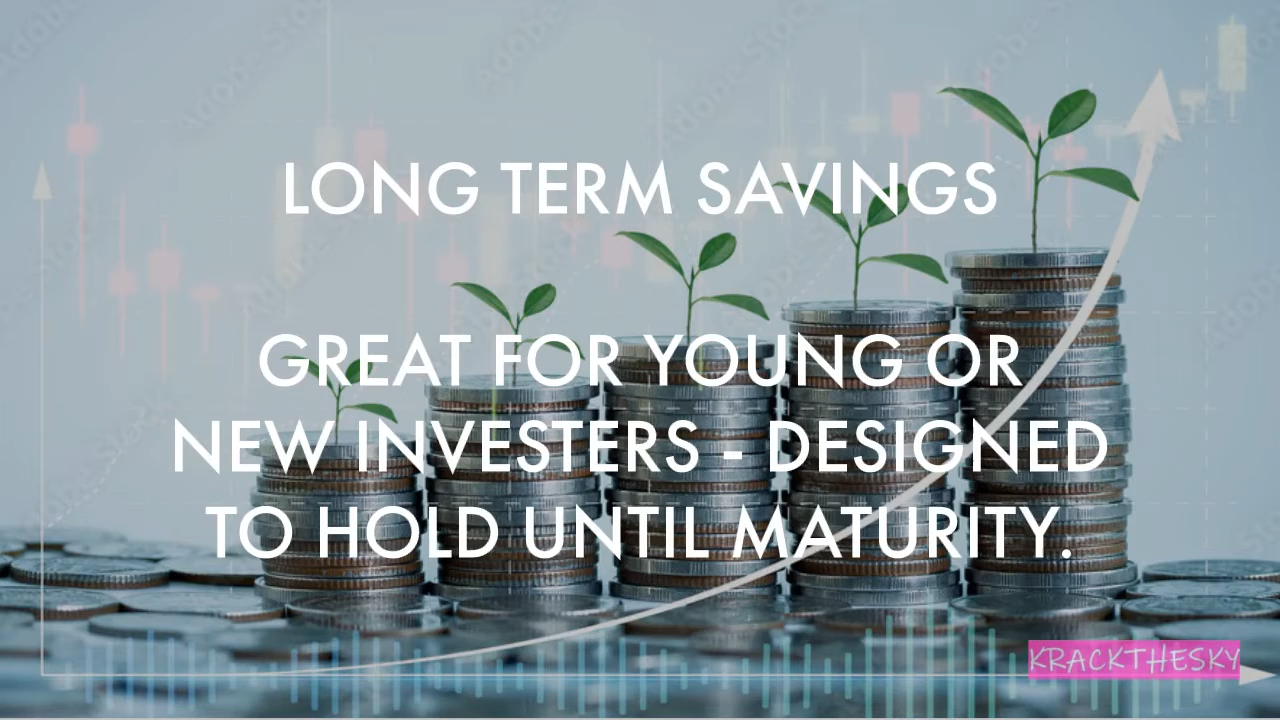 LONG TERM SAVINGS
GREAT FOR YOUNG OR
NEW INVESTERS - DESIGNED
TO HOLD UNTIL MATURITY.
KRACKTHESKY